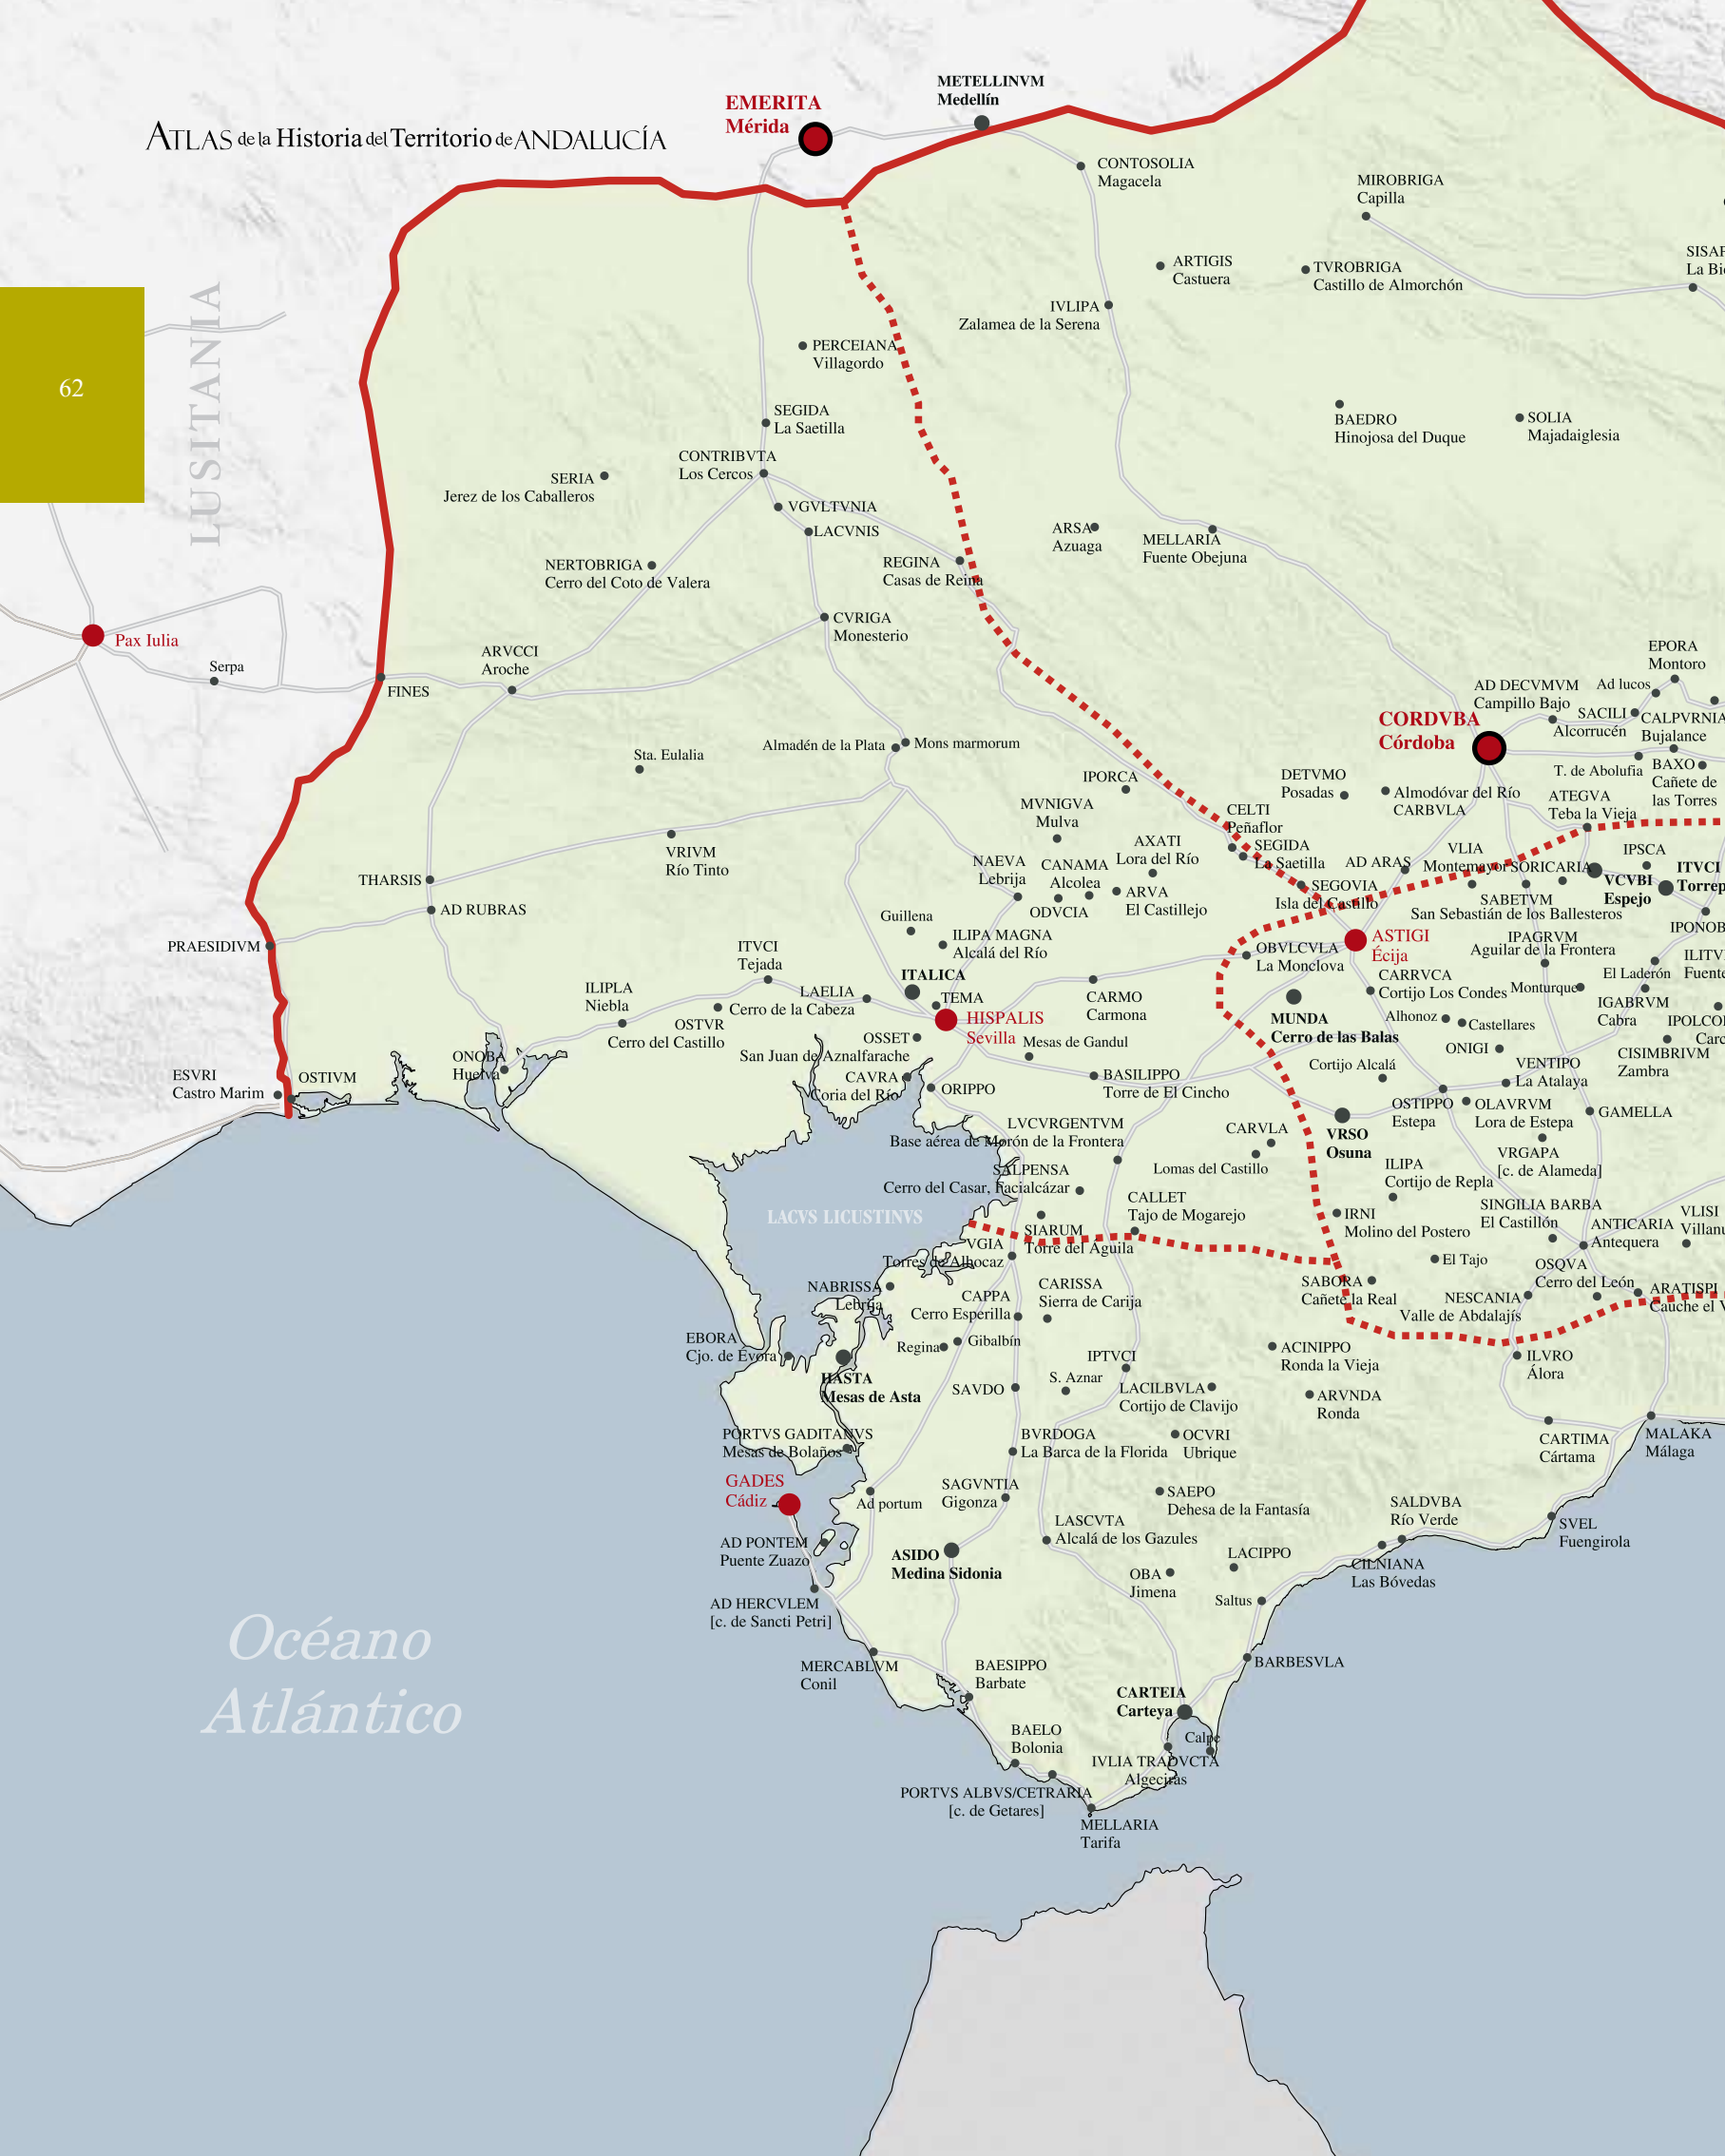 ATLAS de la Historia del Territorio de ANDALUCÍA
62
LUSITANIA
EMERITA
Mérida
METELLINVM
Medellín
CONTOSOLIA
Magacela
MIROBRIGA
Capilla
ARTIGIS
Castuera
TVROBRIGA
Castillo de Almorchón
IVLIPA
Zalamea de la Serena
PERCEIANA
Villagordo
SEGIDA
La Saetilla
BAEDRO
Hinojosa del Duque
SOLIA
Majadaiglesia
CONTRIBVTA
Los Cercos
SERIA
Jerez de los Caballeros
VGVLTVNIA
LACVNIS
ARSA
Azuaga
MELLARIA
Fuente Obejuna
NERTOBRIGA
Cerro del Coto de Valera
REGINA
Casas de Reina
CVRIGA
Monesterio
Pax Iulia
Serpa
ARVCCI
Aroche
FINES
EPORA
Montoro
AD DECVMVM
Campillo Bajo
Ad lucos
SACILI
Alcorrucén
CALPVRNIA
Bujalance
CORDVBA
Córdoba
Almadén de la Plata
Mons marmorum
Sta. Eulalia
T. de Abolufia
BAXO
Cañete de
las Torres
IPORCA
DETVMO
Posadas
Almodóvar del Río
CARBVLA
ATEGVA
Teba la Vieja
MVNIGVA
Mulva
CELTI
Peñaflor
VRIVM
Río Tinto
AXATI
Lora del Río
SEGIDA
La Saetilla
AD ARAS
VLIA
Montemayor
SORICARIA
IPSCA
THARSIS
NAEVA
Lebrija
CANAMA
Alcolea
ARVA
El Castillejo
SEGOVIA
Isla del Castillo
VCVBI
Espejo
ITVCI
AD RUBRAS
ODVCIA
SABETVM
San Sebastián de los Ballesteros
Guillena
PRAESIDIVM
ILIPA MAGNA
Alcalá del Río
OBVLCVLA
La Monclova
ASTIGI
Écija
IPAGRVM
Aguilar de la Frontera
ITVCI
Tejada
ITALICA
El Laderón
ILIPLA
Niebla
LAELIA
Cerro de la Cabeza
TEMA
CARMO
Carmona
CARRVCA
Cortijo Los Condes
Monturque
IGABRVM
Cabra
OSTVR
Cerro del Castillo
HISPALIS
Sevilla
MUNDA
Cerro de las Balas
Alhonoz
Castellares
OSSET
San Juan de Aznalfarache
Mesas de Gandul
ONIGI
CISIMBRIVM
Zambra
ONOBA
Huelva
Cortijo Alcalá
VENTIPO
La Atalaya
ESVRI
Castro Marim
OSTIVM
CAVRA
Coria del Río
ORIPPO
BASILIPPO
Torre de El Cincho
OSTIPPO
Estepa
OLAVRVM
Lora de Estepa
GAMELLA
LVCVRGENTVM
Base aérea de Morón de la Frontera
CARVLA
VRSO
Osuna
VRGAPA
[c. de Alameda]
Lomas del Castillo
SALPENSA
Cerro del Casar, Facialcázar
ILIPA
Cortijo de Repla
LACVS LICUSTINVS
CALLET
Tajo de Mogarejo
IRNI
Molino del Postero
SINGILIA BARBA
El Castillón
ANTICARIA
Antequera
VLISI
SIARUM
Torre del Aguila
VGIA
Torres de Alhocaz
El Tajo
OSQVA
Cerro del León
NABRISSA
Lebrija
CARISSA
Sierra de Carija
SABORA
Cañete la Real
NESCANIA
Valle de Abdalajís
ARATISPI
CAPPA
Cerro Esperilla
EBORA
Cjo. de Évora
Regina
Gibalbín
ACINIPPO
Ronda la Vieja
ILVRO
Álora
HASTA
Mesas de Asta
IPTVCI
S. Aznar
SAVDO
LACILBVLA
Cortijo de Clavijo
ARVNDA
Ronda
PORTVS GADITANVS
Mesas de Bolaños
BVRDOGA
La Barca de la Florida
OCVRI
Ubrique
CARTIMA
Cártama
MALAKA
Málaga
GADES
Cádiz
Ad portum
SAGVNTIA
Gigonza
SAEPO
Dehesa de la Fantasía
SALDVBA
Río Verde
SVEL
Fuengirola
AD PONTEM
Puente Zuazo
LASCVTA
Alcalá de los Gazules
ASIDO
Medina Sidonia
LACIPPO
CILNIANA
Las Bóvedas
OBA
Jimena
Saltus
AD HERCVLEM
[c. de Sancti Petri]
Océano
Atlántico
MERCABLVM
Conil
BAESIPPO
Barbate
BARBESVLA
CARTEIA
Carteya
BAELO
Bolonia
Calpe
IVLIA TRADVCTA
Algeciras
PORTVS ALBVS/CETRARIA
[c. de Getares]
MELLARIA
Tarifa